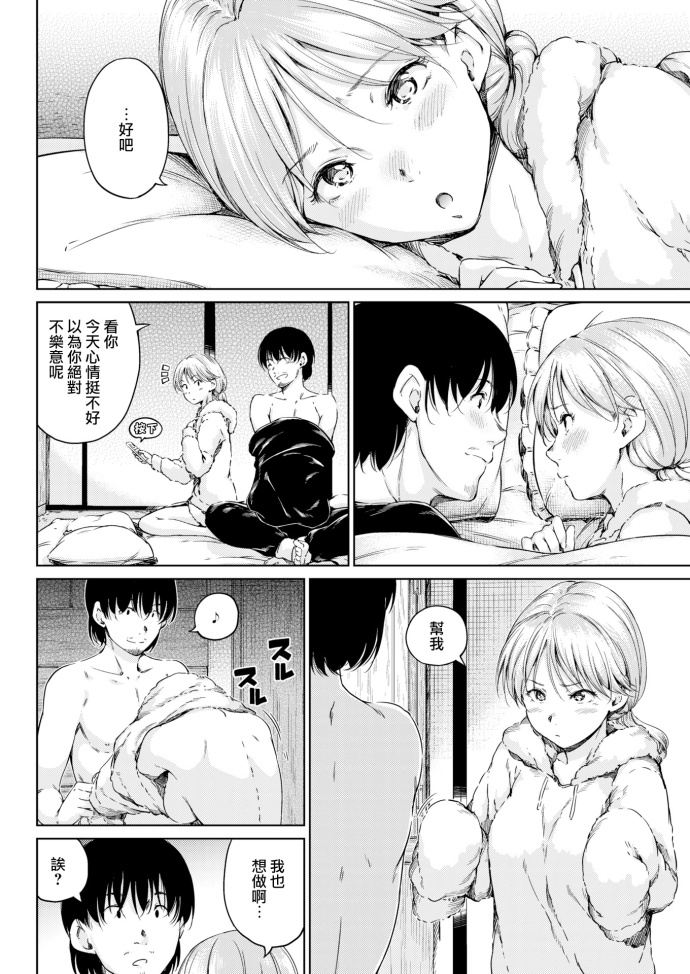 …好吧
看你
今天心情挺不好
以為你絕對
不樂意呢
按下
幫我
♪
スル
スル
我也
想做啊…
誒?